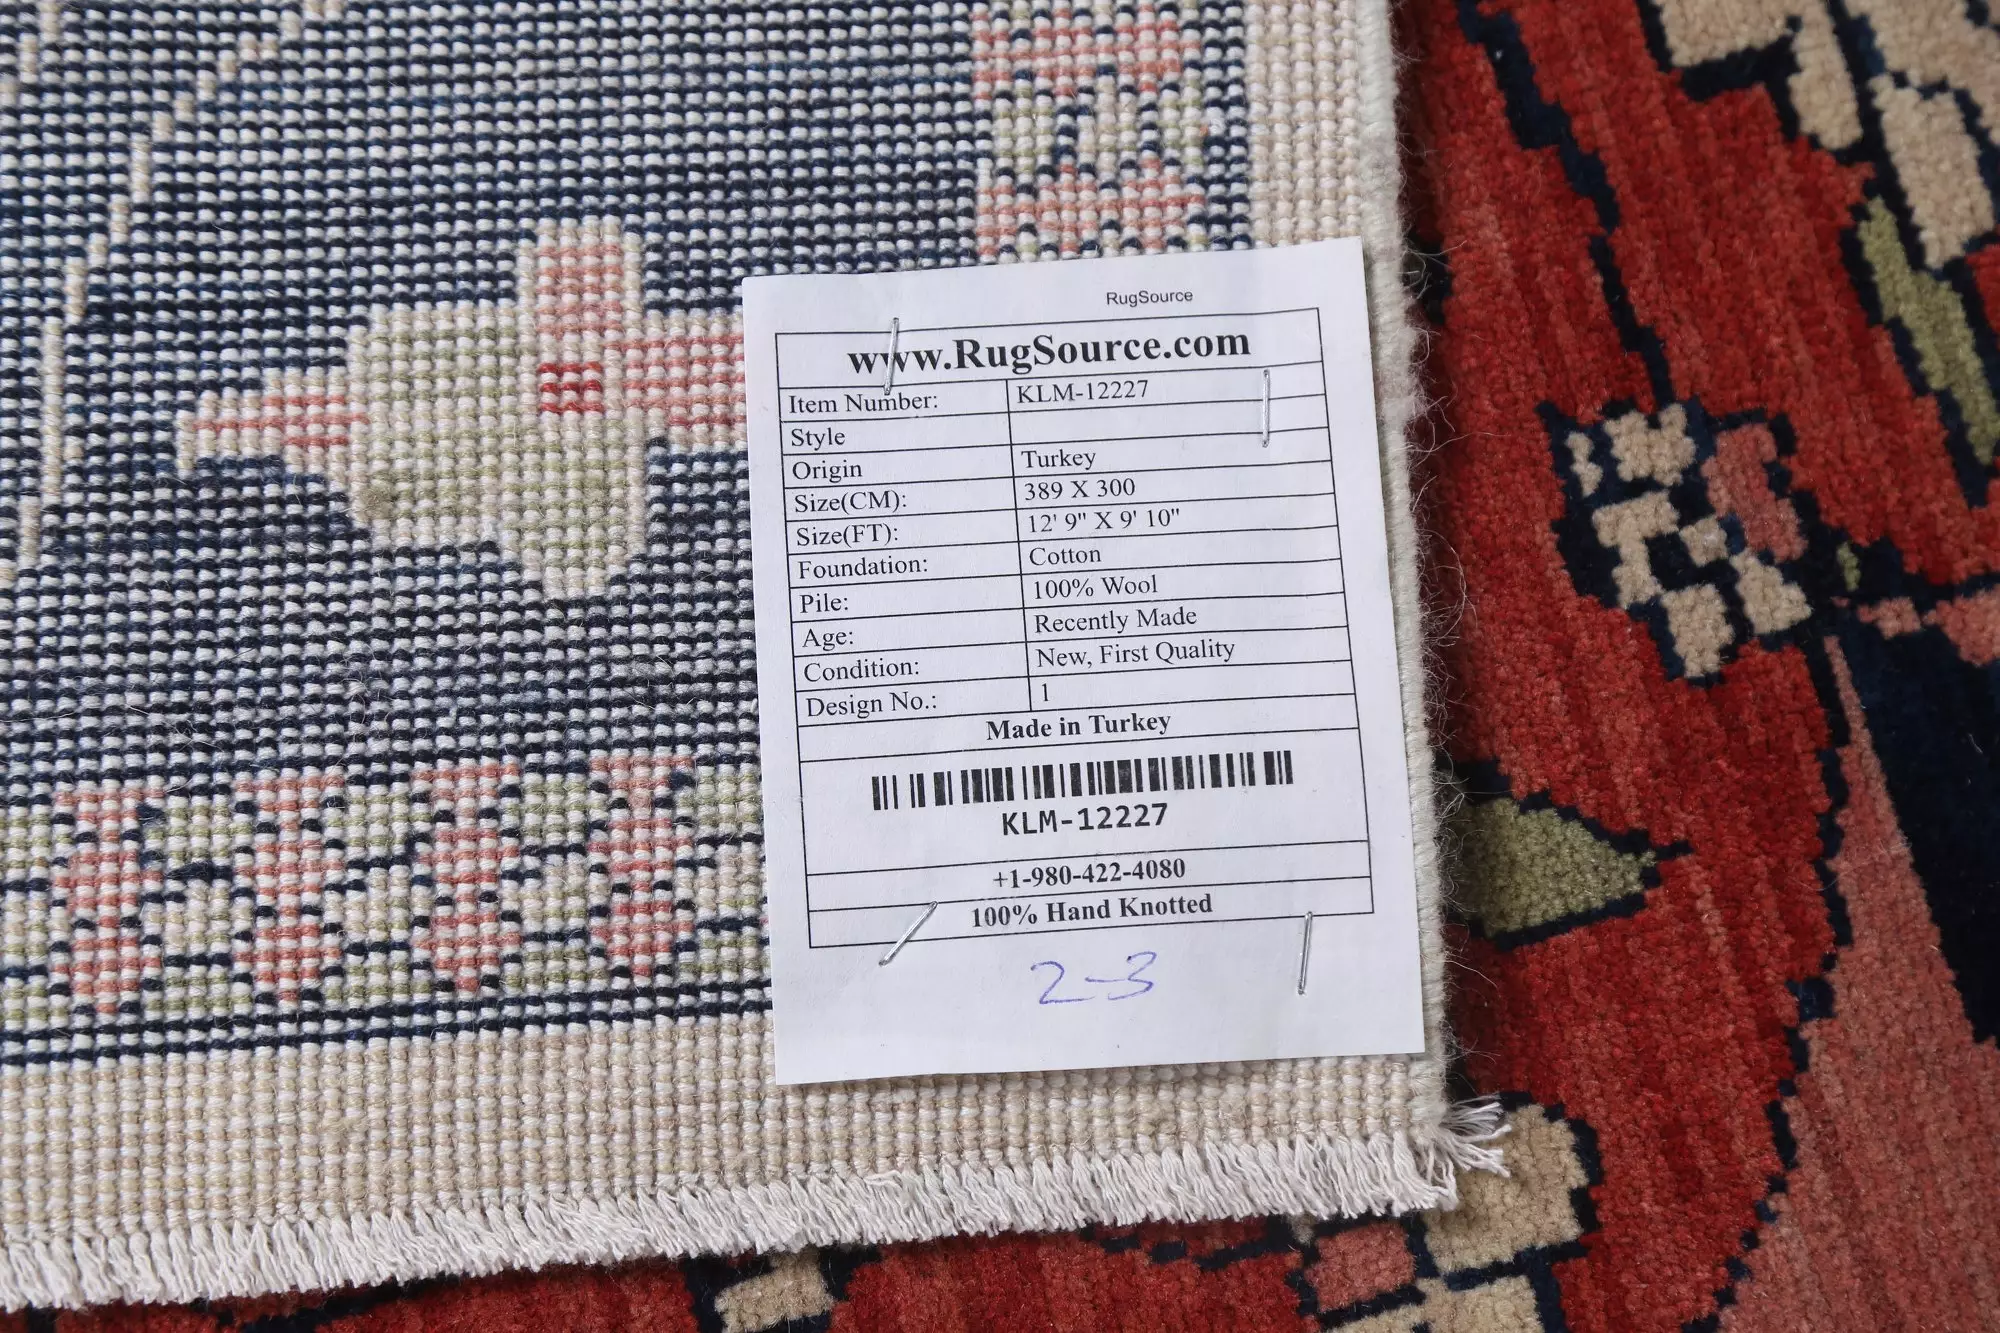 RugSource
www.RugSource.com
Item Number: KLM-12227
Style
Origin Turkey
Size(CM): 389 X 300
Size(FT): 12' 9" X 9' 10"
Foundation: Cotton
Pile: 100% Wool
Age: Recently Made
Condition: New, First Quality
Design No.: 1
Made in Turkey
KLM-12227
+1-980-422-4080
100% Hand Knotted
2-3